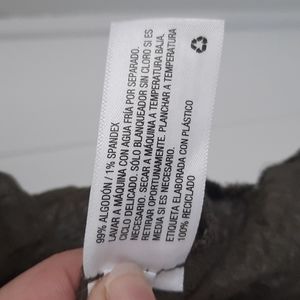 99% ALGODÓN / 1% SPANDEX
LAVAR A MÁQUINA CON AGUA FRÍA POR SEPARADO.
CICLO DELICADO. SÓLO BLANQUEADOR SIN CLORO SI ES
NECESARIO. SECAR A MÁQUINA A TEMPERATURA BAJA.
RETIRAR OPORTUNAMENTE. PLANCHAR A TEMPERATURA
MEDIA SI ES NECESARIO.
ETIQUETA ELABORADA CON PLÁSTICO
100% RECICLADO